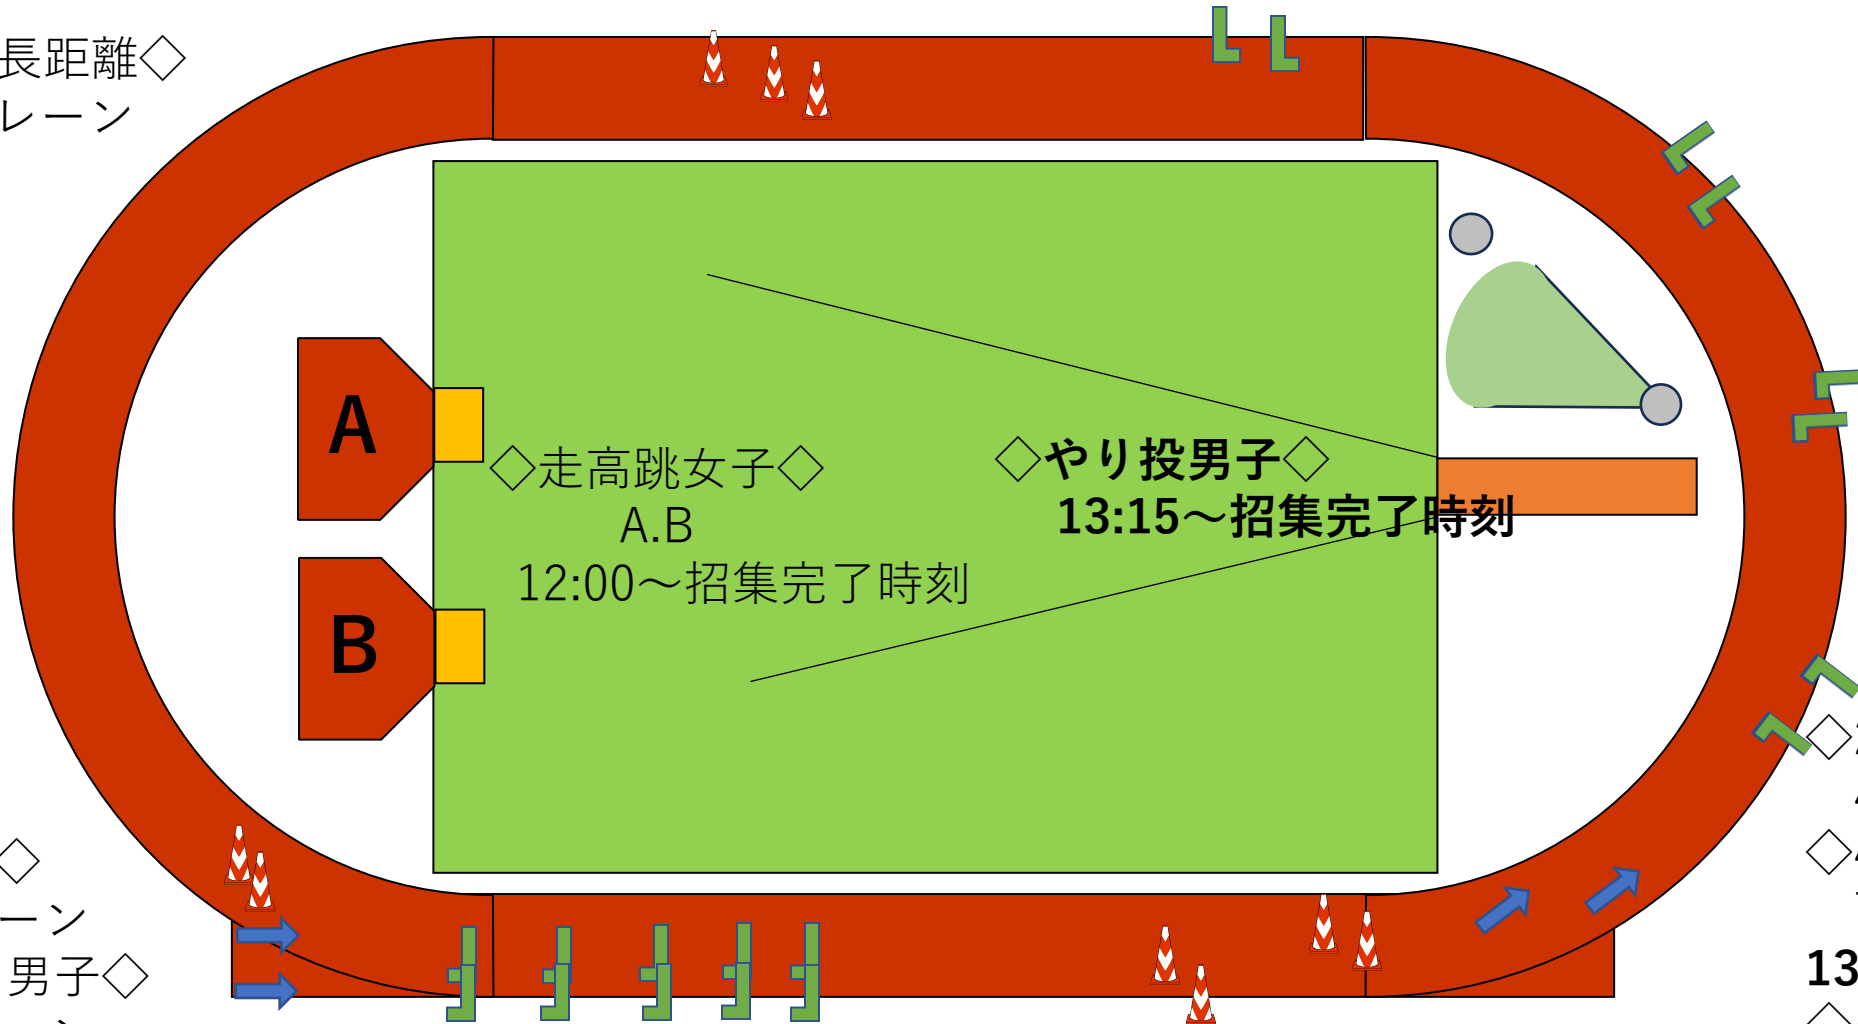 長距離◇
レーン
A
B
◇走高跳女子◇
A.B
12:00～招集完了時刻
◇やり投男子◇
13:15～招集完了時刻
◇
ーン
男子◇
◇
◇
13
◇